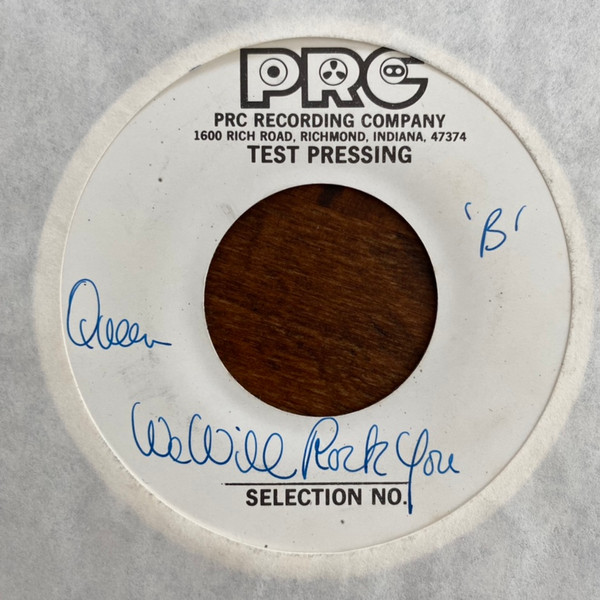 PRC
PRC RECORDING COMPANY
1600 RICH ROAD, RICHMOND, INDIANA, 47374
TEST PRESSING
'B'
Queen
We Will Rock You
SELECTION NO.